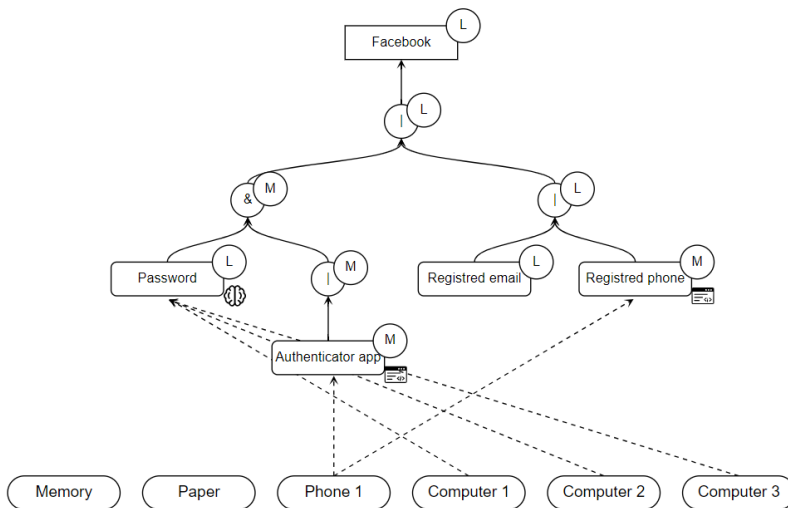 Facebook
L
|
L
&
M
|
L
Password
L
|
M
Registred email
L
Registred phone
M
Authenticator app
M
Memory
Paper
Phone 1
Computer 1
Computer 2
Computer 3